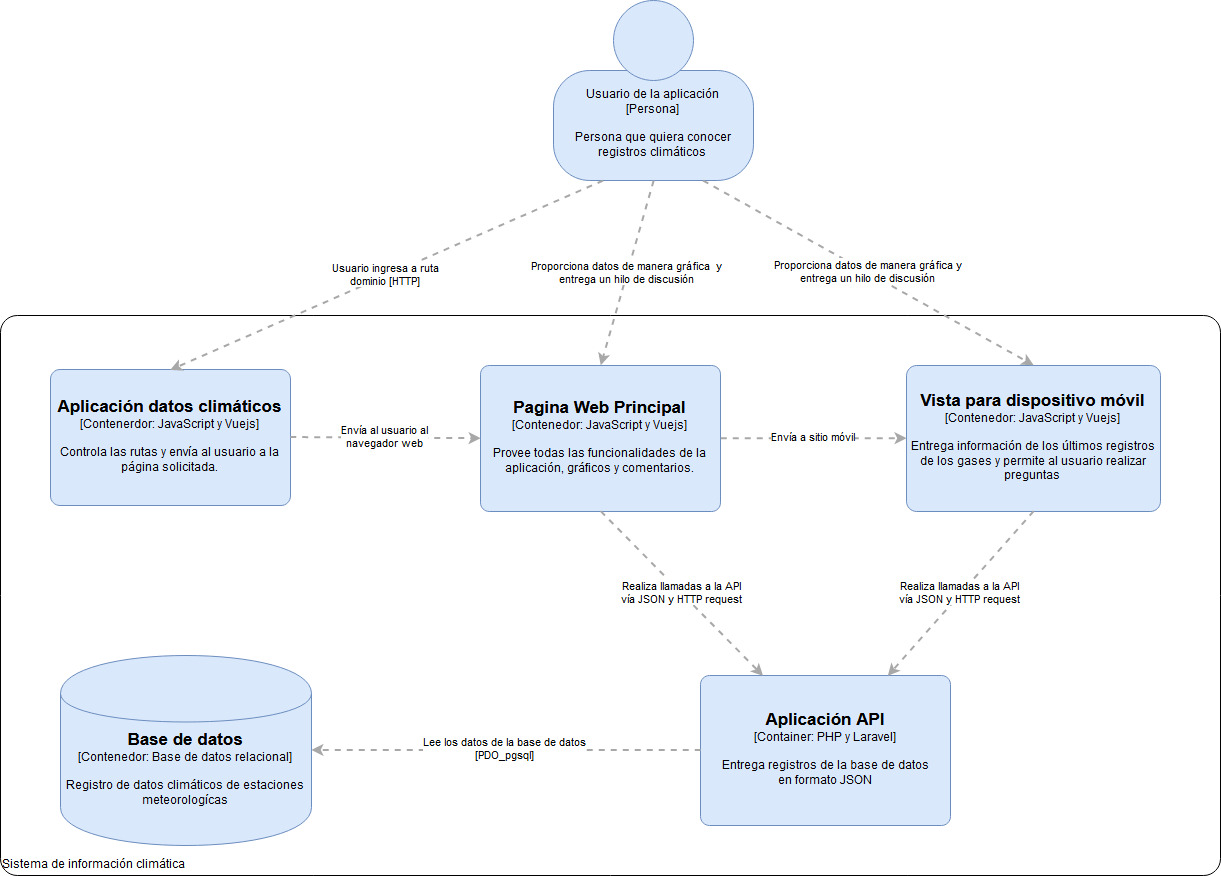 Usuario de la aplicación
[Persona]
Persona que quiera conocer
registros climáticos
Usuario ingresa a ruta
dominio [HTTP]
Proporciona datos de manera gráfica y
entrega un hilo de discusión
Proporciona datos de manera gráfica y
entrega un hilo de discusión
Aplicación datos climáticos
[Contenerdor: JavaScript y Vuejs]
Controla las rutas y envía al usuario a la
página solicitada.
Envía al usuario al
navegador web
Pagina Web Principal
[Contenedor: JavaScript y Vuejs]
Provee todas las funcionalidades de la
aplicación, gráficos y comentarios.
Envía a sitio móvil
Vista para dispositivo móvil
[Contenedor: JavaScript y Vuejs]
Entrega información de los últimos registros
de los gases y permite al usuario realizar
preguntas
Realiza llamadas a la API
vía JSON y HTTP request
Realiza llamadas a la API
vía JSON y HTTP request
Base de datos
[Contenedor: Base de datos relacional]
Registro de datos climáticos de estaciones
meteorologícas
Lee los datos de la base de datos
[PDO_pgsql]
Aplicación API
[Container: PHP y Laravel]
Entrega registros de la base de datos
en formato JSON
Sistema de información climática